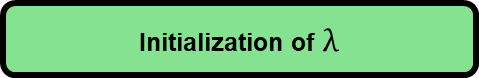 Initialization of λ